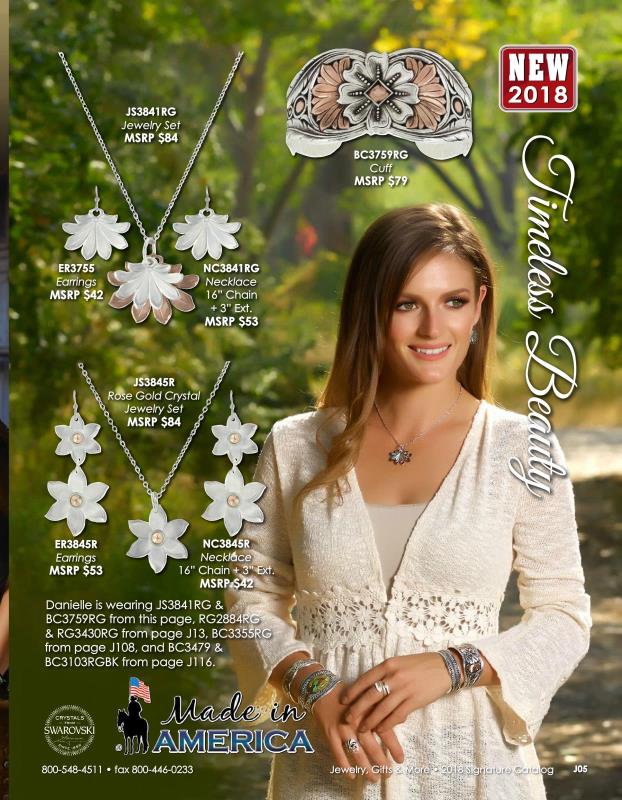 JS3841RG
Jewelry Set
MSRP $84
BC3759RG
Cuff
MSRP $79
NEW
2018
Timeless Beauty
ER3755
Earrings
MSRP $42
NC3841RG
Necklace
16” Chain
+ 3” Ext.
MSRP $53
JS3845R
Rose Gold Crystal
Jewelry Set
MSRP $84
ER3845R
Earrings
MSRP $53
NC3845R
Necklace
16” Chain + 3” Ext.
MSRP $42
Danielle is wearing JS3841RG &
BC3759RG from this page, RG2884RG
& RG3430RG from page J13, BC3355RG
from page J108, and BC3479 &
BC3103RGBK from page J116.
CRYSTALS
FROM
SWAROVSKI
Made in
AMERICA
800-548-4511 • fax 800-446-0233
Jewelry, Gifts & More • 2018 Signature Catalog J05